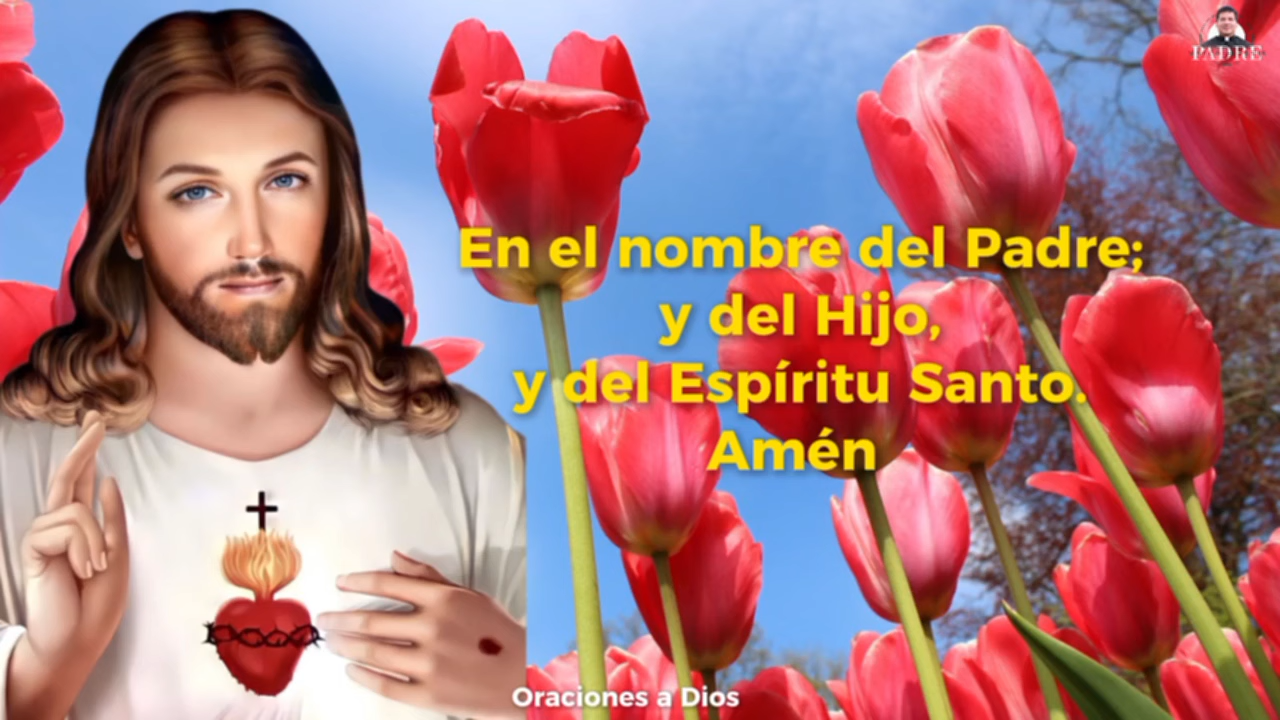 PADRE
En el nombre del Padre;
y del Hijo,
y del Espíritu Santo.
Amén
Oraciones a Dios